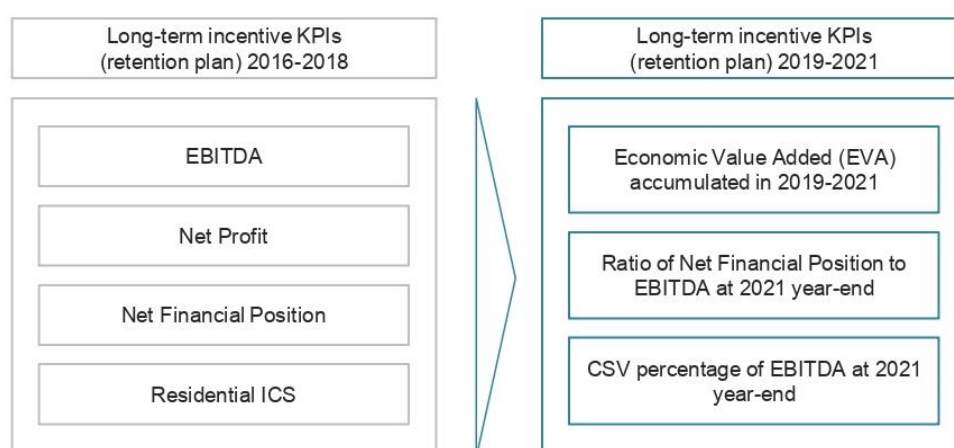 Long-term incentive KPIs
(retention plan) 2016-2018
EBITDA
Net Profit
Net Financial Position
Residential ICS
Long-term incentive KPIs
(retention plan) 2019-2021
Economic Value Added (EVA)
accumulated in 2019-2021
Ratio of Net Financial Position to
EBITDA at 2021 year-end
CSV percentage of EBITDA at 2021
year-end